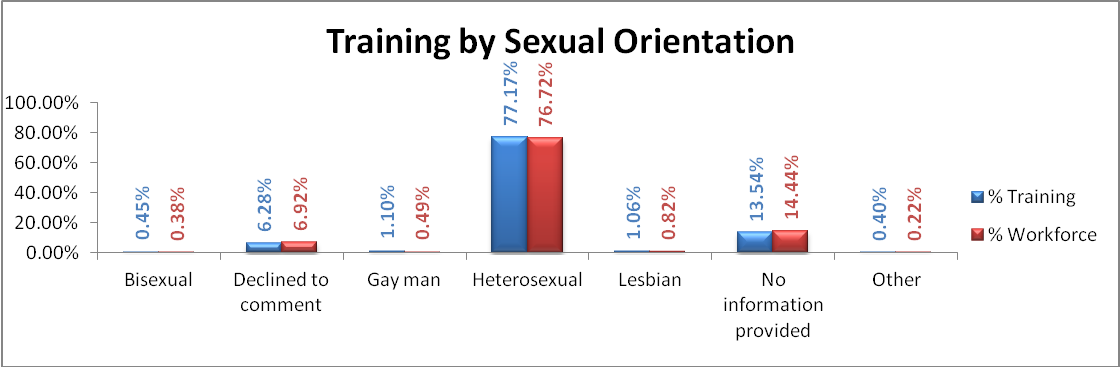 Training by Sexual Orientation
100.00%
80.00%
60.00%
40.00%
20.00%
0.00%
0.45%
0.38%
6.28%
6.92%
1.10%
0.49%
77.17%
76.72%
1.06%
0.82%
13.54%
14.44%
0.40%
0.22%
Bisexual
Declined to
comment
Gay man
Heterosexual
Lesbian
No
information
provided
Other
% Training
% Workforce